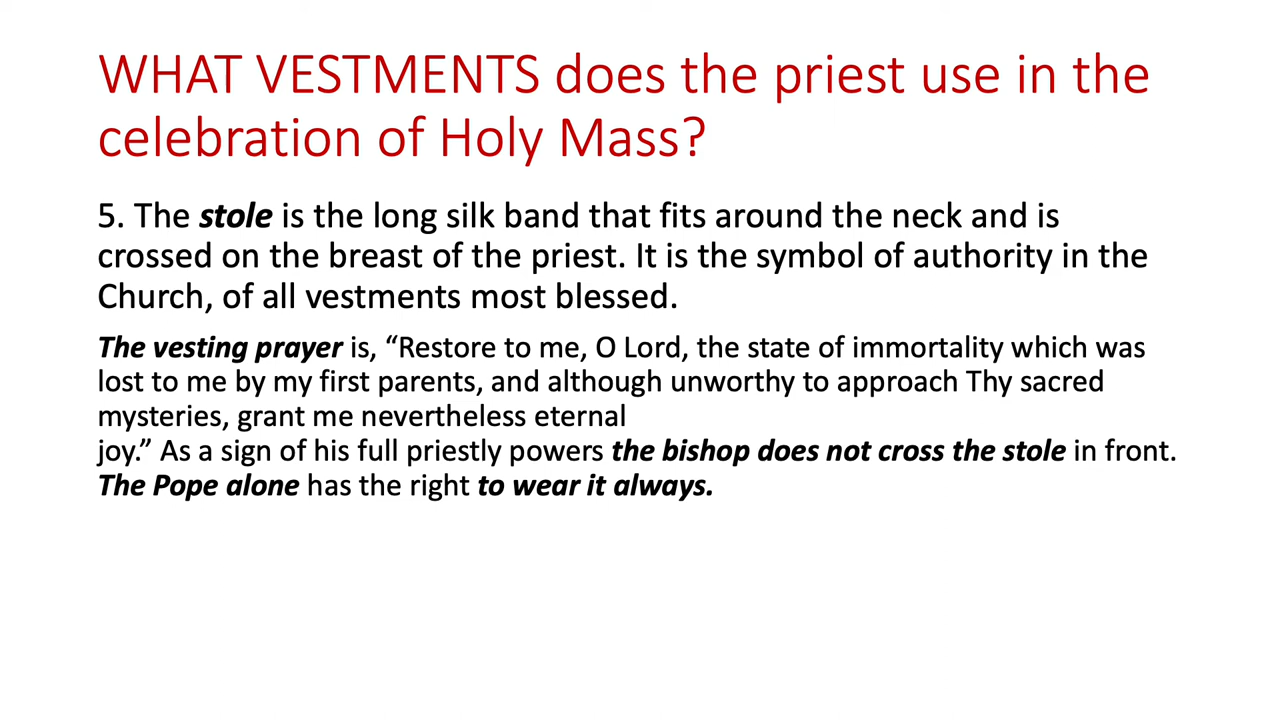 WHAT VESTMENTS does the priest use in the
celebration of Holy Mass?
5. The stole is the long silk band that fits around the neck and is
crossed on the breast of the priest. It is the symbol of authority in the
Church, of all vestments most blessed.
The vesting prayer is, “Restore to me, O Lord, the state of immortality which was
lost to me by my first parents, and although unworthy to approach Thy sacred
mysteries, grant me nevertheless eternal
joy.” As a sign of his full priestly powers the bishop does not cross the stole in front.
The Pope alone has the right to wear it always.